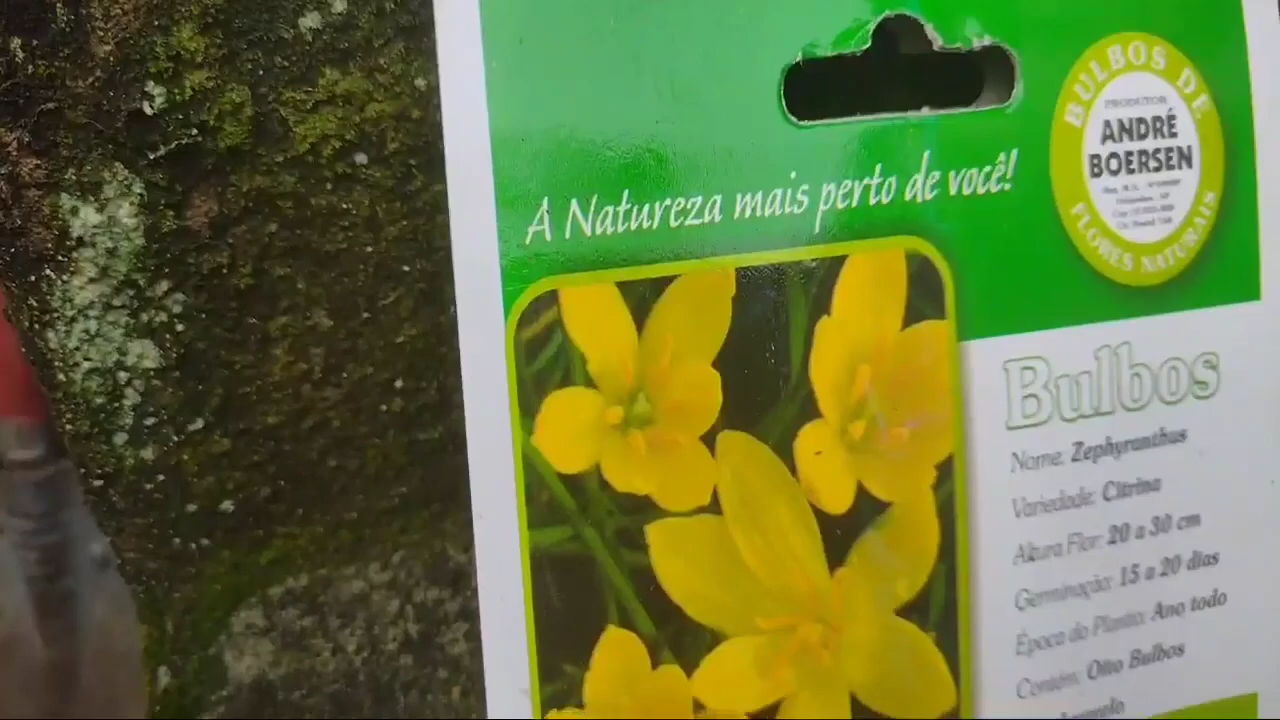 A Natureza mais perto de você!
BULBOS DE
PRODUTOR
ANDRÉ
BOERSEN
FLORES NATURAIS
Bulbos
Nome: Zephyranthus
Variedade: Citrina
Altura Flor: 20 a 30 cm
Germinação: 15 a 20 dias
Época do Plantio: Ano todo
Contém: Oito Bulbos